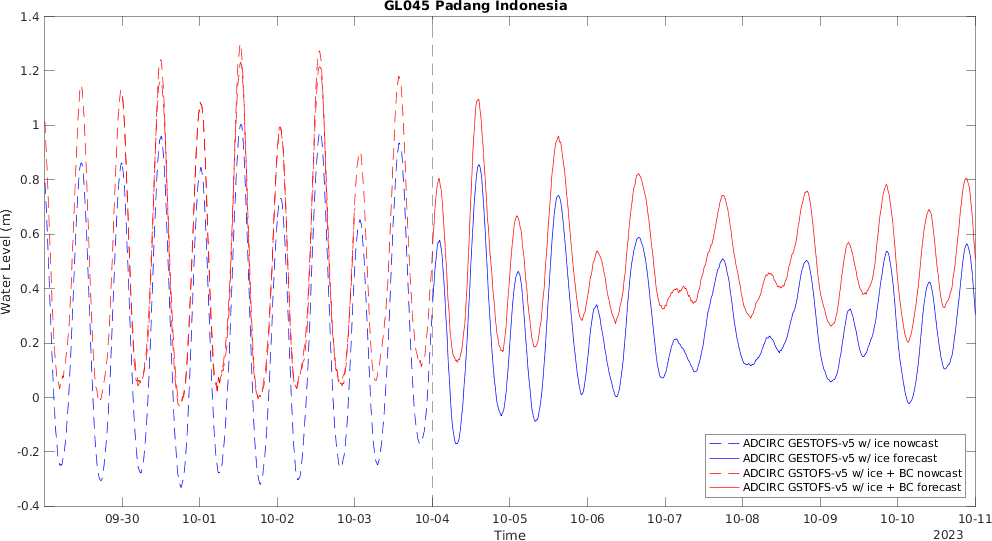 GL045 Padang Indonesia
1.4
1.2
1
0.8
0.6
0.4
0.2
0
-0.2
-0.4
Water Level (m)
ADCIRC GESTOFS-v5 w/ ice nowcast
ADCIRC GESTOFS-v5 w/ ice forecast
ADCIRC GSTOFS-v5 w/ ice + BC nowcast
ADCIRC GSTOFS-v5 w/ ice + BC forecast
09-30 10-01 10-02 10-03 10-04 10-05 10-06 10-07 10-08 10-09 10-10 10-11
Time
2023